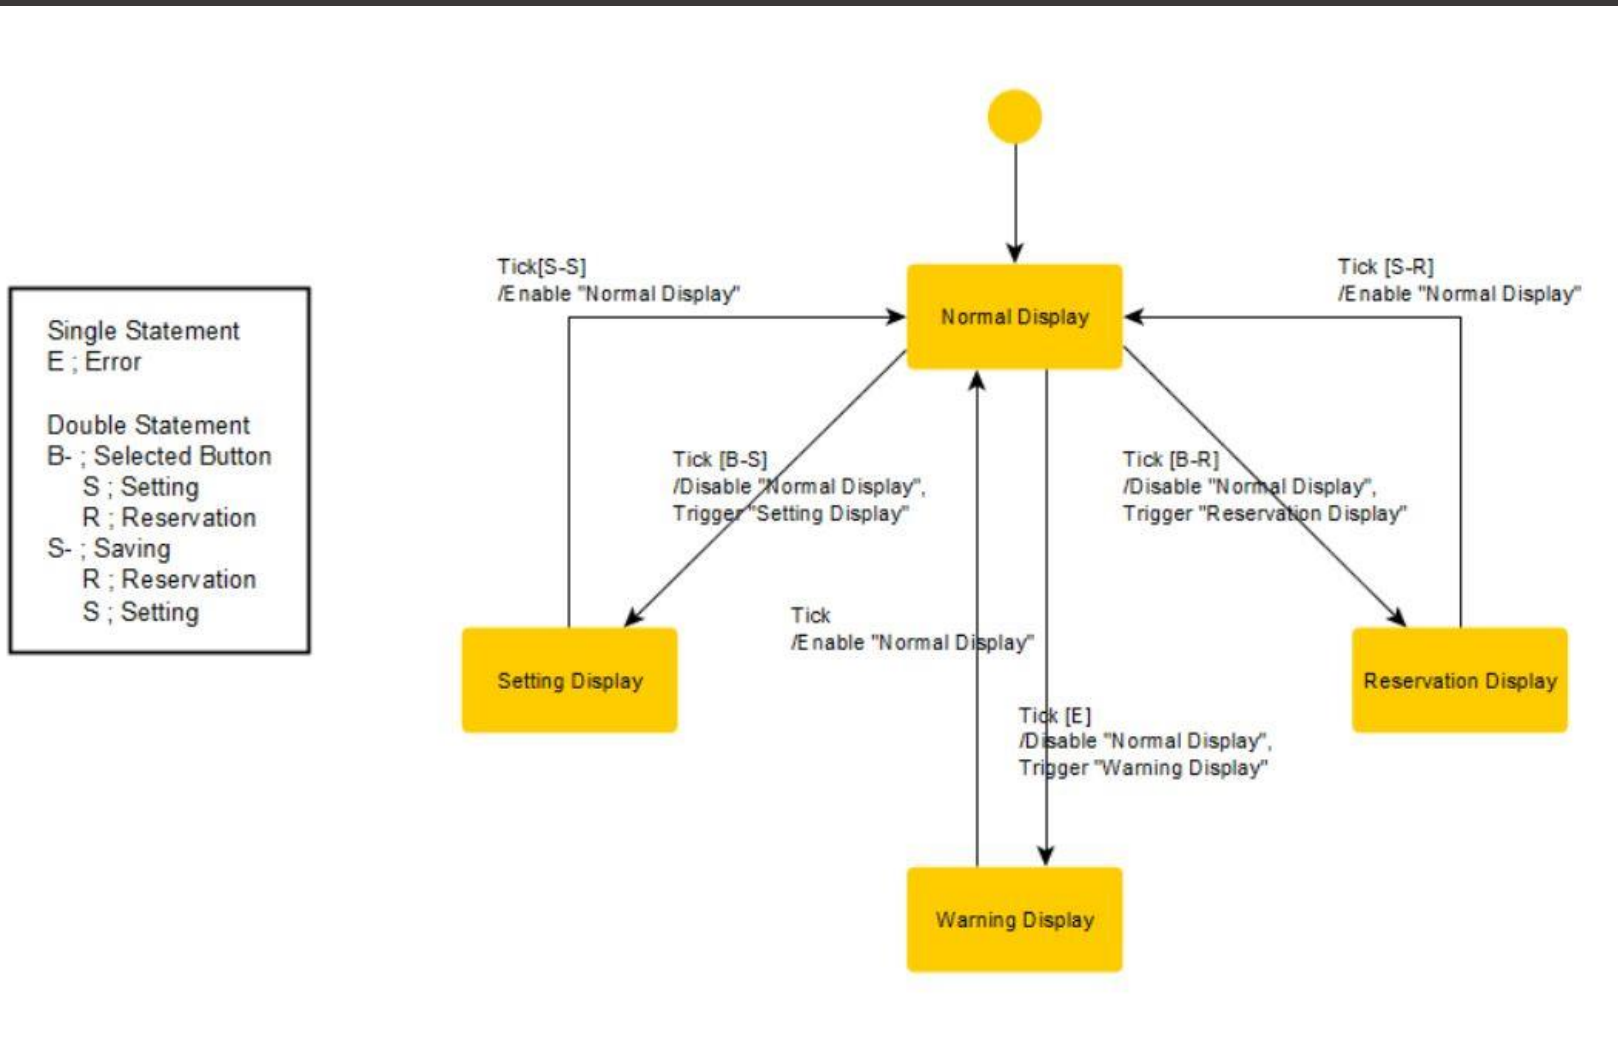 Single Statement
E ; Error
Double Statement
B- ; Selected Button
S ; Setting
R ; Reservation
S- ; Saving
R ; Reservation
S ; Setting
Tick[S-S]
/Enable "Normal Display"
Normal Display
Tick [S-R]
/Enable "Normal Display"
Tick [B-S]
/Disable "Normal Display",
Trigger "Setting Display"
Tick [B-R]
/Disable "Normal Display",
Trigger "Reservation Display"
Tick
/Enable "Normal Display"
Setting Display
Tick [E]
/Disable "Normal Display",
Trigger "Warning Display"
Reservation Display
Warning Display